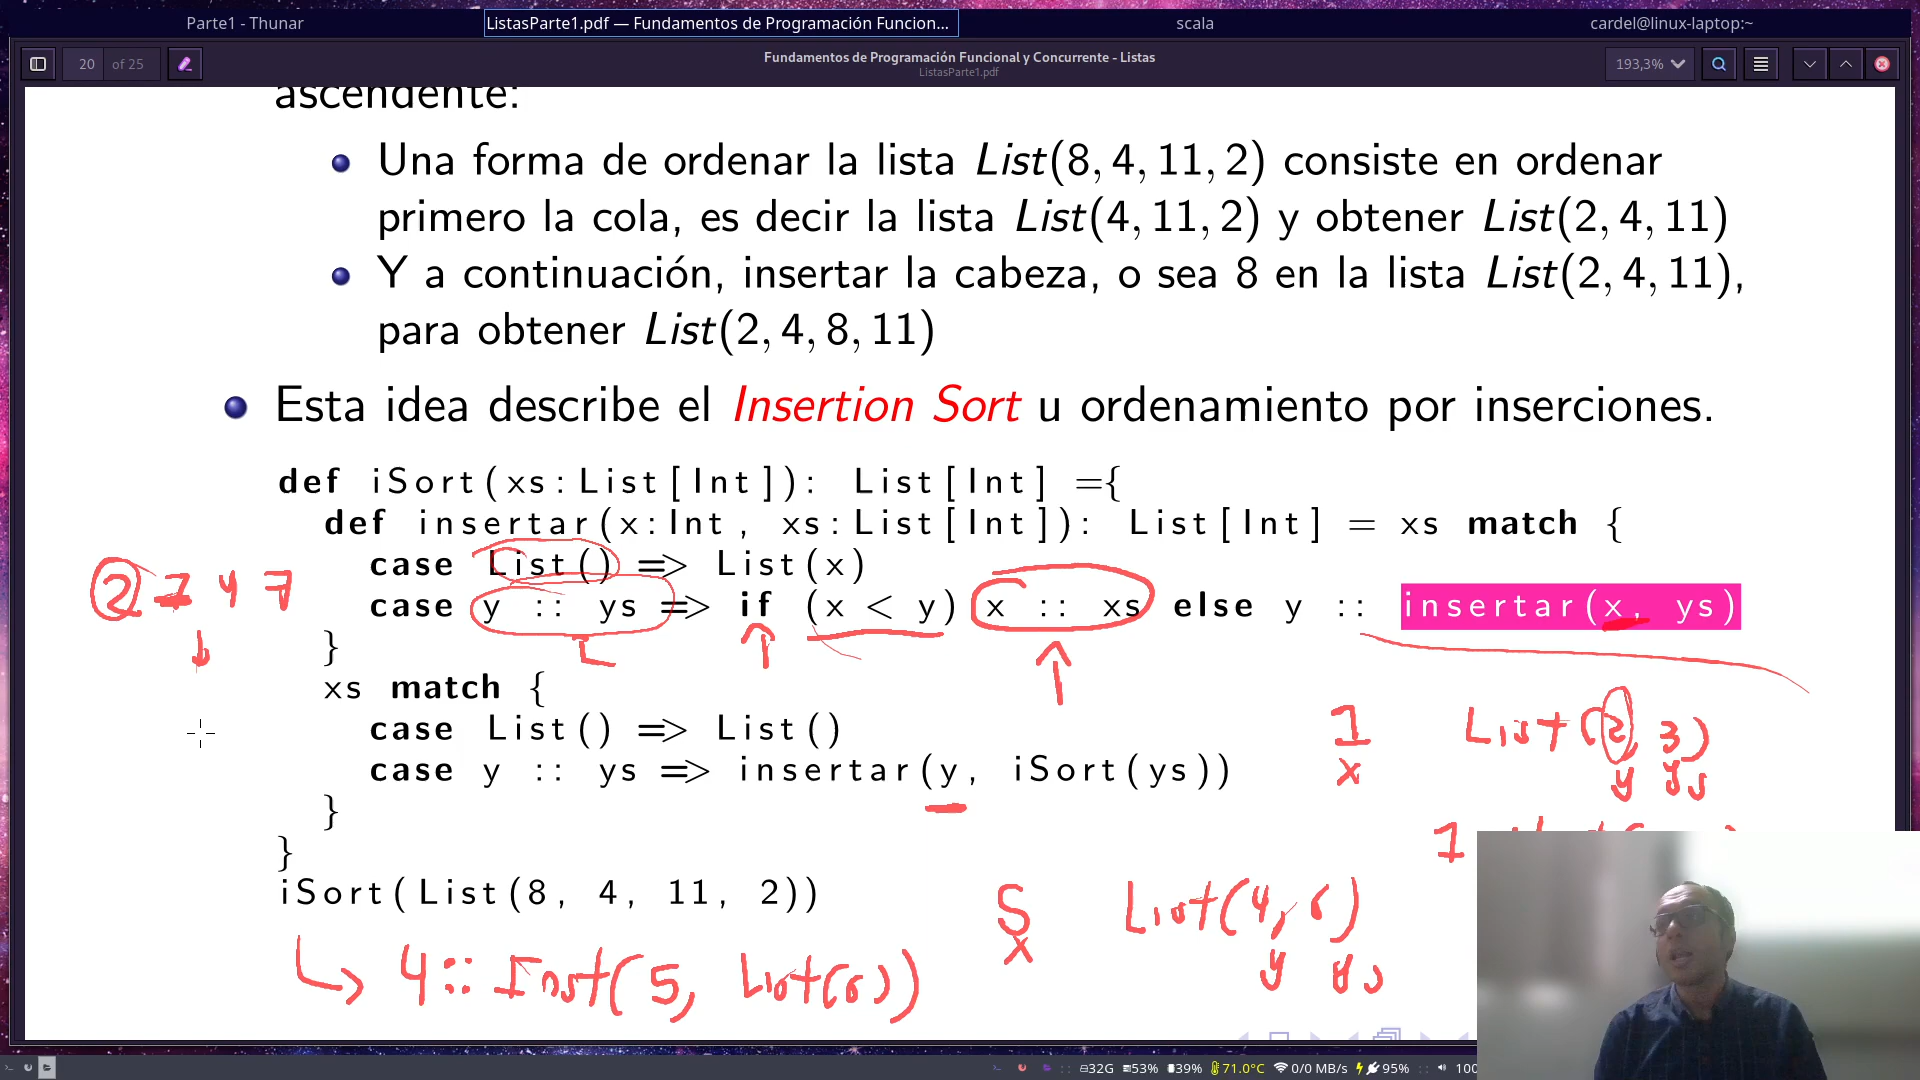 Parte1 - Thunar
ListasParte1.pdf — Fundamentos de Programación Funcion...
scala
cardel@linux-laptop:~
20 of 25
Fundamentos de Programación Funcional y Concurrente - Listas
ListasParte1.pdf
193,3%
ascendente:
Una forma de ordenar la lista List(8, 4, 11, 2) consiste en ordenar
primero la cola, es decir la lista List(4, 11, 2) y obtener List(2, 4, 11)
Y a continuación, insertar la cabeza, o sea 8 en la lista List(2, 4, 11),
para obtener List(2, 4, 8, 11)
Esta idea describe el Insertion Sort u ordenamiento por inserciones.
def iSort(xs:List[Int]): List[Int] ={
def insertar(x:Int, xs:List[Int]): List[Int] = xs match {
case List() => List(x)
case y :: ys => if (x < y) x :: xs else y :: insertar(x, ys)
}
xs match {
case List() => List()
case y :: ys => insertar(y, iSort(ys))
}
}
iSort(List(8, 4, 11, 2))
4 7
1 List(2, 3)
x y ys
1
5 List(4, 6)
x y ys
4:: Inst(5, List(6))
32G 53% 39% 71.0°C 0/0 MB/s 95% 100